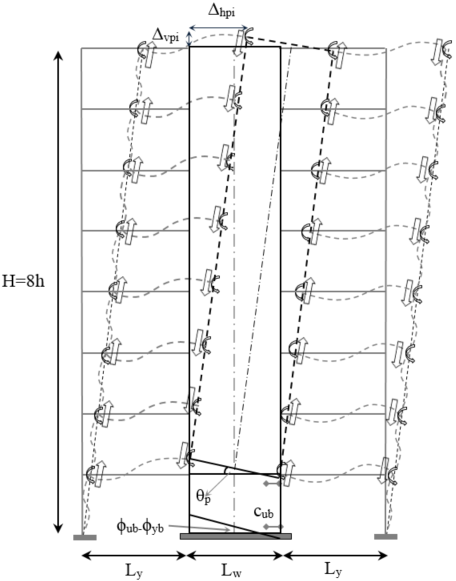 Δhpi
Δvpi
H=8h
θp
cub
ϕub-ϕyb
Ly Lw Ly